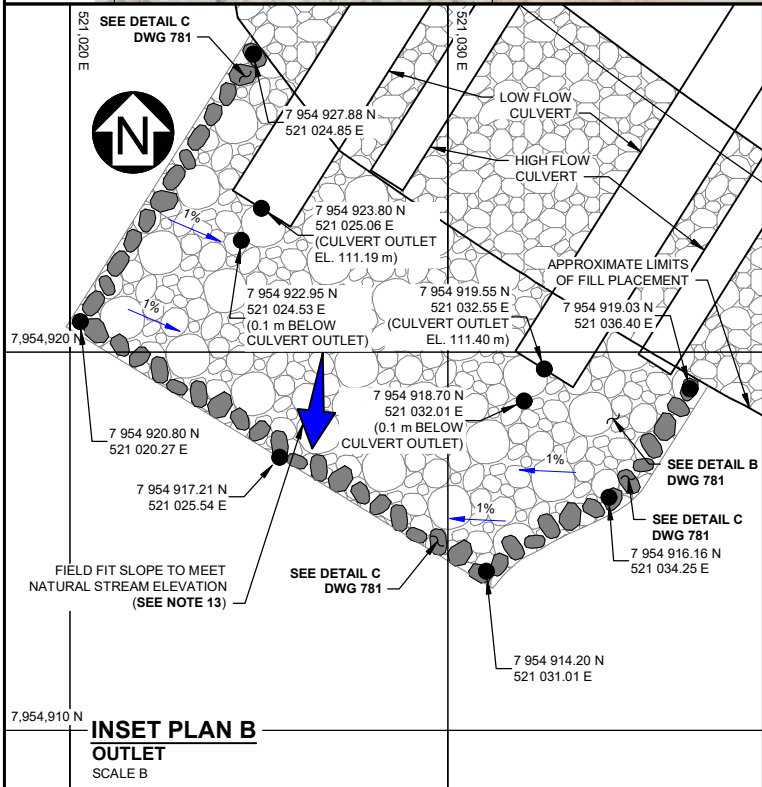 SEE DETAIL C
DWG 781
521,020 E
521,030 E
N
7 954 927.88 N
521 024.85 E
LOW FLOW
CULVERT
HIGH FLOW
CULVERT
1%
7 954 923.80 N
521 025.06 E
(CULVERT OUTLET
EL. 111.19 m)
APPROXIMATE LIMITS
OF FILL PLACEMENT
7 954 922.95 N
521 024.53 E
(0.1 m BELOW
CULVERT OUTLET)
7 954 919.55 N
521 032.55 E
(CULVERT OUTLET
EL. 111.40 m)
7 954 919.03 N
521 036.40 E
1%
7,954,920 N
7 954 918.70 N
521 032.01 E
(0.1 m BELOW
CULVERT OUTLET)
7 954 920.80 N
521 020.27 E
1%
SEE DETAIL B
DWG 781
7 954 917.21 N
521 025.54 E
1%
SEE DETAIL C
DWG 781
7 954 916.16 N
521 034.25 E
FIELD FIT SLOPE TO MEET
NATURAL STREAM ELEVATION
(SEE NOTE 13)
SEE DETAIL C
DWG 781
7 954 914.20 N
521 031.01 E
7,954,910 N
INSET PLAN B
OUTLET
SCALE B